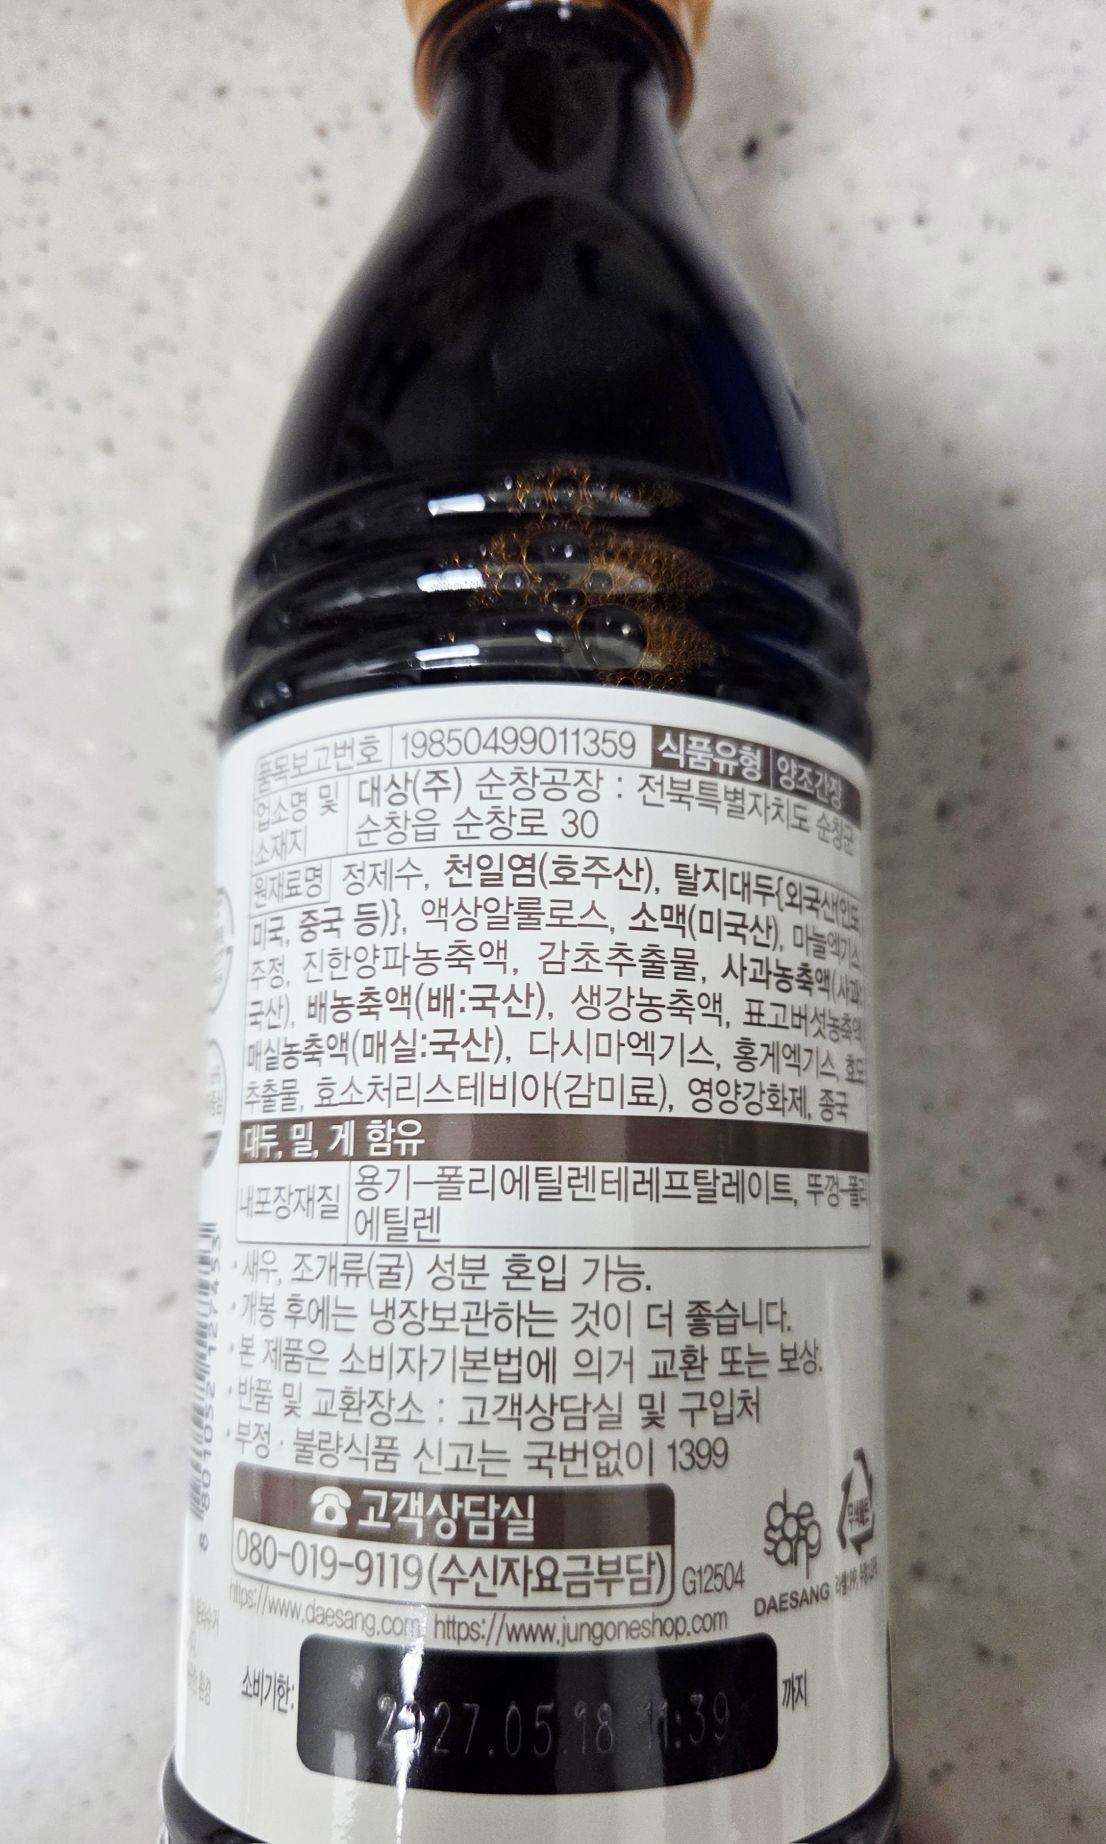 품목보고번호 19850499011359 식품유형 양조간장
업소명 및 소재지 대상(주) 순창공장 : 전북특별자치도 순창군
순창읍 순창로 30
원재료명 정제수, 천일염(호주산), 탈지대두{외국산(인도,
미국, 중국 등)}, 액상알룰로스, 소맥(미국산), 마늘엑기스,
주정, 진한양파농축액, 감초추출물, 사과농축액(사과:
국산), 배농축액(배:국산), 생강농축액, 표고버섯농축액,
매실농축액(매실:국산), 다시마엑기스, 홍게엑기스, 효모
추출물, 효소처리스테비아(감미료), 영양강화제, 종국
대두, 밀, 게 함유
내포장재질 용기-폴리에틸렌테레프탈레이트, 뚜껑-폴리
에틸렌
· 새우, 조개류(굴) 성분 혼입 가능.
· 개봉 후에는 냉장보관하는 것이 더 좋습니다.
· 본 제품은 소비자기본법에 의거 교환 또는 보상.
· 반품 및 교환장소 : 고객상담실 및 구입처
· 부정·불량식품 신고는 국번없이 1399
☎고객상담실
080-019-9119(수신자요금부담) G12504
daesang
DAESANG
무색페트
https://www.daesang.com https://www.jungoneshop.com
소비기한: 2027.05.18 11:39 까지